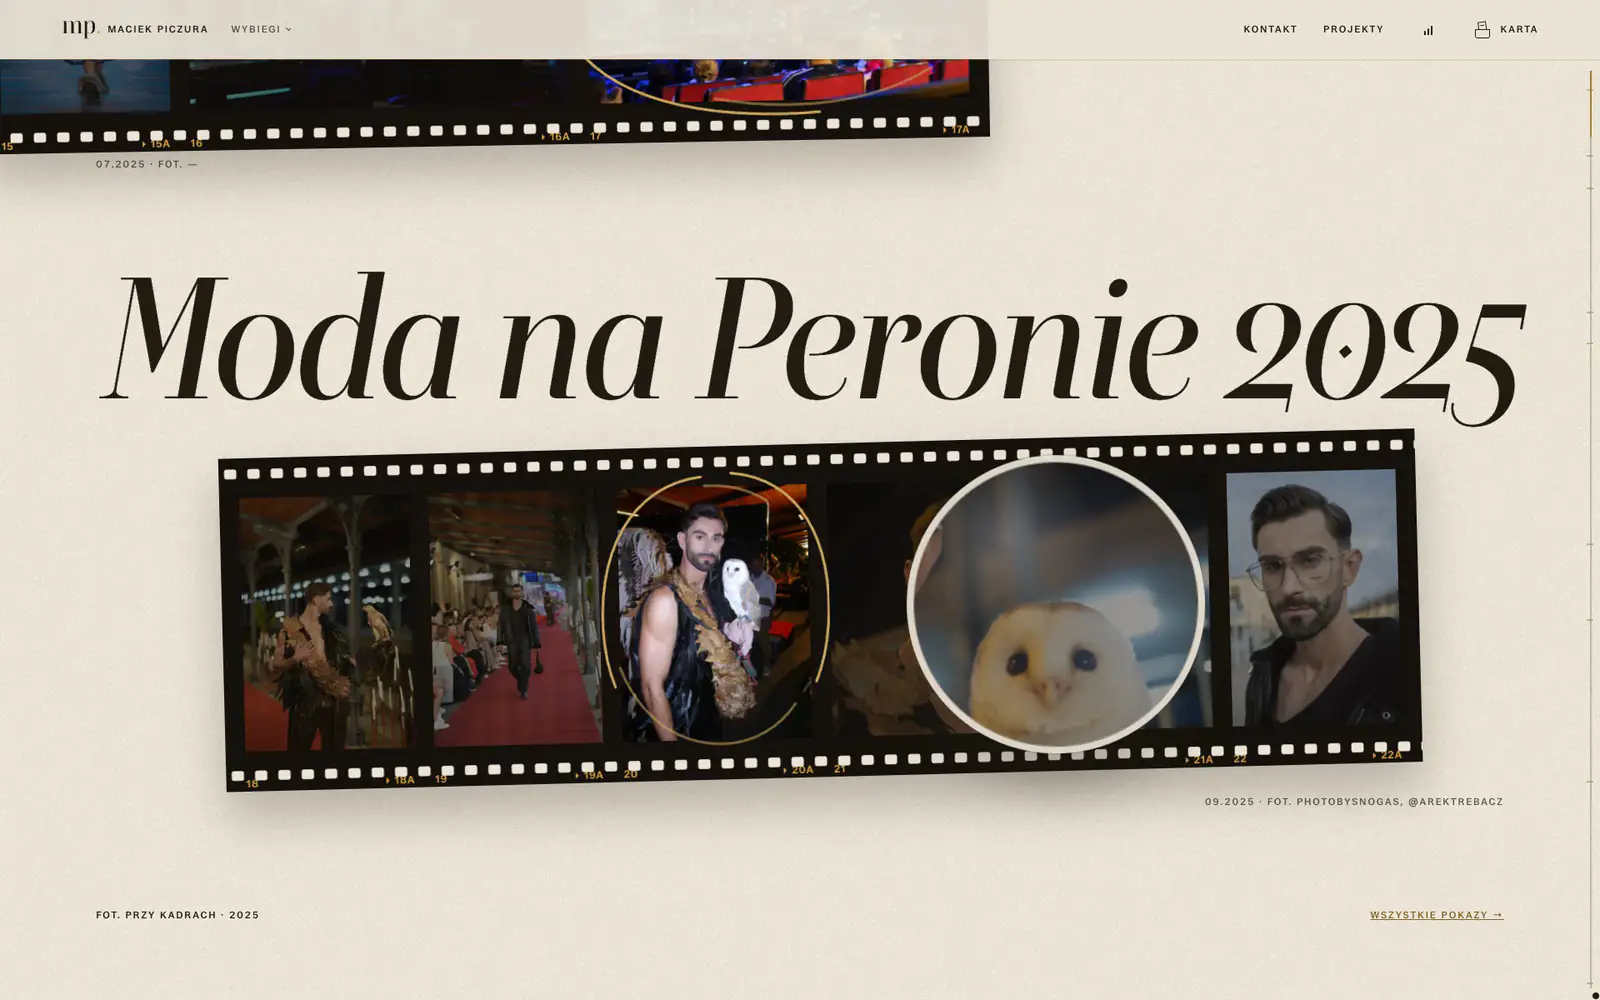 mp. MACIEK PICZURA WYBIEGI
KONTAKT PROJEKTY KARTA
15 15A 16 16A 17 17A
07.2025 · FOT. —
Moda na Peronie 2025
18 18A 19 19A 20 20A 21 21A 22 22A
09.2025 · FOT. PHOTOBYSNOGAS, @AREKTREBACZ
FOT. PRZY KADRACH · 2025
WSZYSTKIE POKAZY →